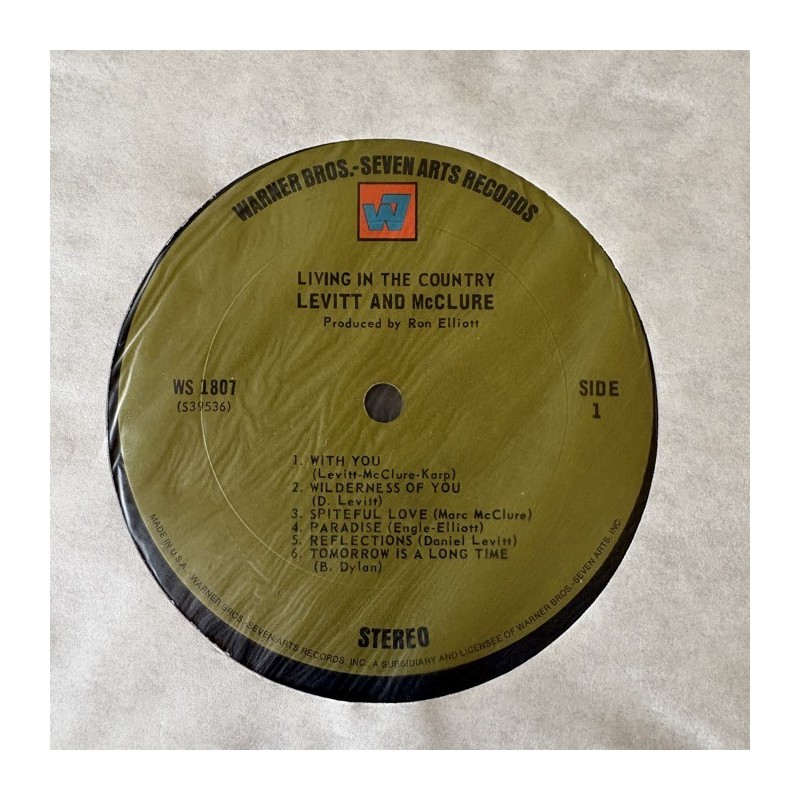 WARNER BROS.-SEVEN ARTS RECORDS
W7
LIVING IN THE COUNTRY
LEVITT AND McCLURE
Produced by Ron Elliott
WS 1807
(S39536)
SIDE
1
1. WITH YOU
(Levitt-McClure-Karp)
2. WILDERNESS OF YOU
(D. Levitt)
3. SPITEFUL LOVE (Marc McClure)
4. PARADISE (Engle-Elliott)
5. REFLECTIONS (Daniel Levitt)
6. TOMORROW IS A LONG TIME
(B. Dylan)
STEREO
MADE IN U.S.A. - WARNER BROS.-SEVEN ARTS RECORDS, INC. A SUBSIDIARY AND LICENSEE OF WARNER BROS.-SEVEN ARTS, INC.